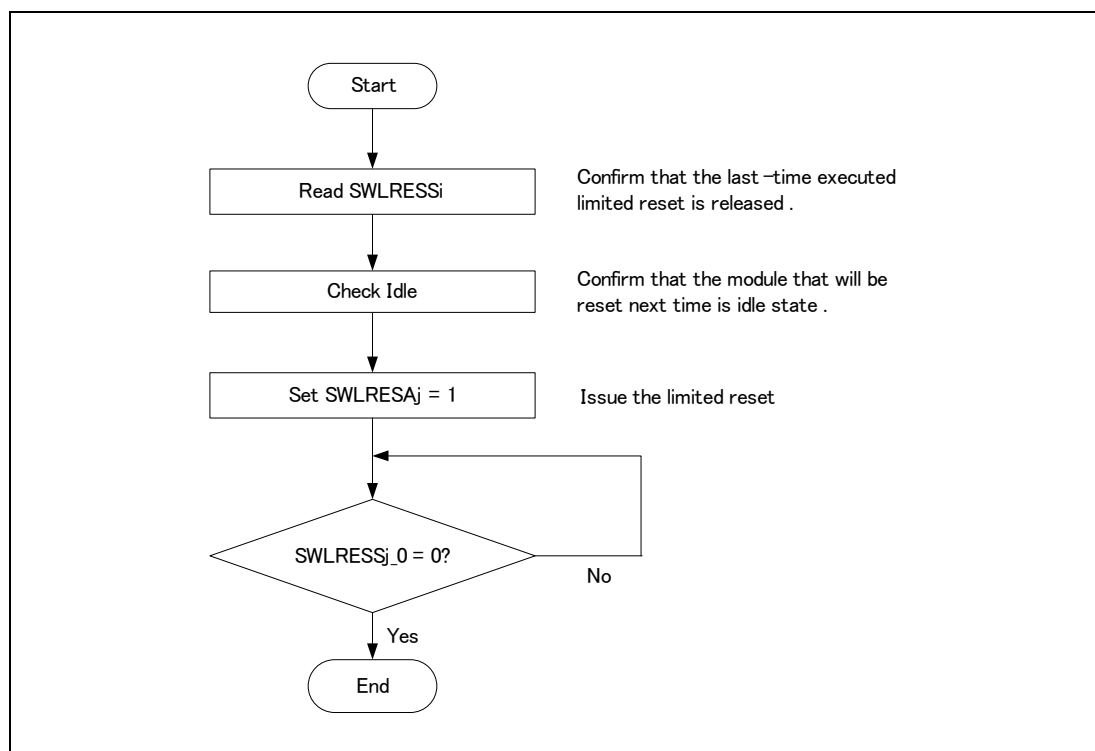 Start
Read SWLRESSi
Confirm that the last-time executed
limited reset is released .
Check Idle
Confirm that the module that will be
reset next time is idle state .
Set SWLRESAj = 1
Issue the limited reset
SWLRESSj_0 = 0?
No
Yes
End